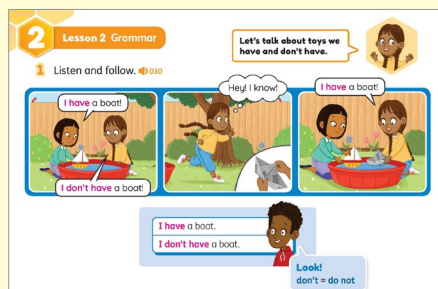 2
Lesson 2 Grammar
Let's talk about toys we
have and don't have.
1 Listen and follow. 030
I have a boat!
I don't have a boat!
Hey! I know!
I have a boat!
I have a boat.
I don't have a boat.
Look!
don't = do not